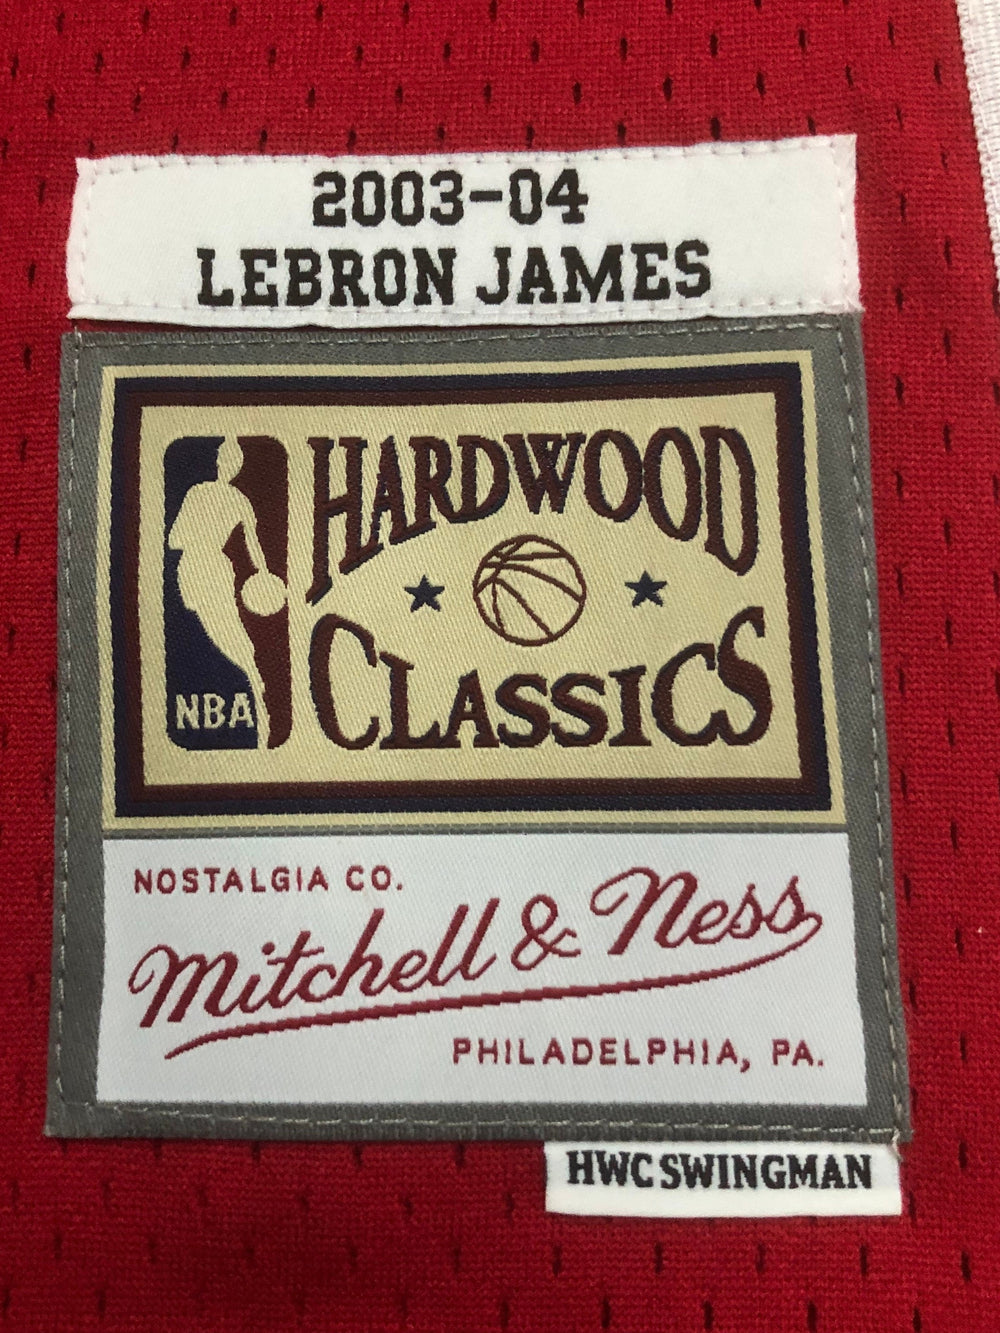 2003-04
LEBRON JAMES
HARDWOOD
CLASSICS
NBA
NOSTALGIA CO.
Mitchell & Ness
PHILADELPHIA, PA.
HWC SWINGMAN